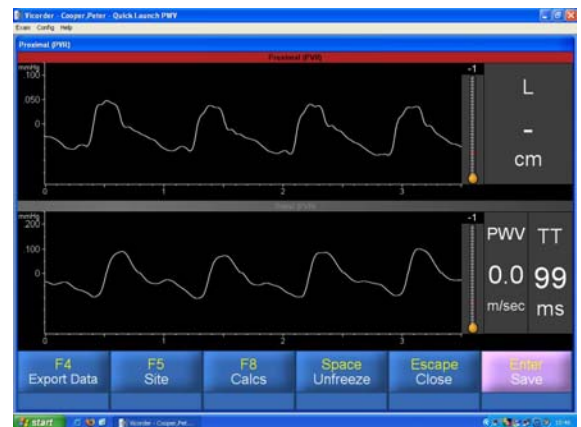 Vicorder - Cooper,Peter - Quick Launch PWV
Exam Config Help
Proximal (PVR)
Proximal (PVR)
mmHg
.100
.050
0
0 1 2 3
-1
L
-
cm
mmHg
.200
.100
0
0 1 2 3
-1
PWV TT
0.0 99
m/sec ms
F4 F5 F8 Space Escape Enter
Export Data Site Calcs Unfreeze Close Save
start
Vicorder - Cooper,Pet...